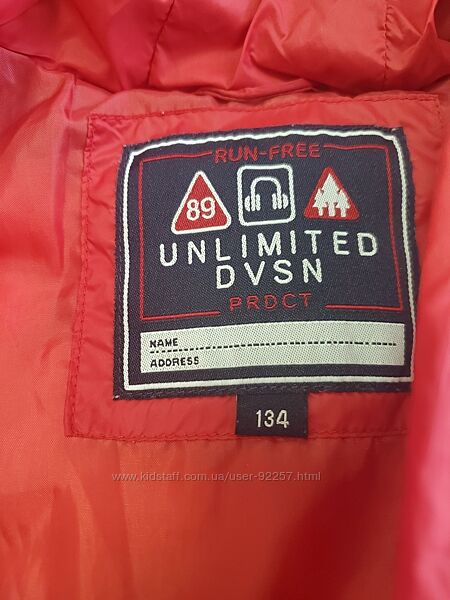 RUN-FREE
89
UNLIMITED
DVSN
PRDCT
NAME
ADDRESS
134
www.kidstaff.com.ua/user-92257.html